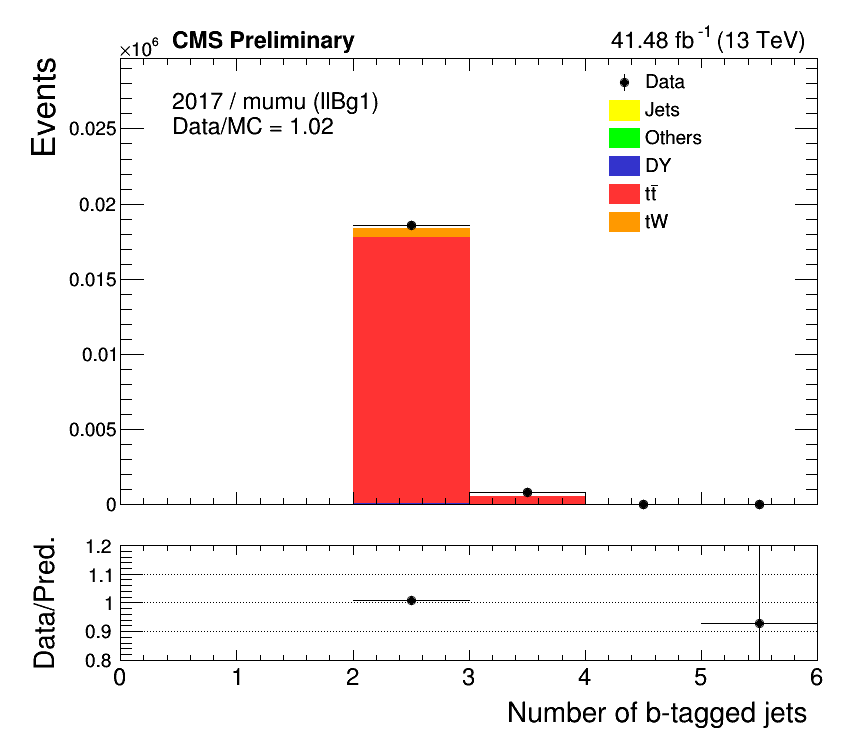 ×10⁶ CMS Preliminary 41.48 fb⁻¹ (13 TeV)
Events
2017 / mumu (llBg1)
Data/MC = 1.02
Data
Jets
Others
DY
tt̄
tW
0.025
0.02
0.015
0.01
0.005
0
Data/Pred.
1.2
1.1
1
0.9
0.8
0 1 2 3 4 5 6
Number of b-tagged jets